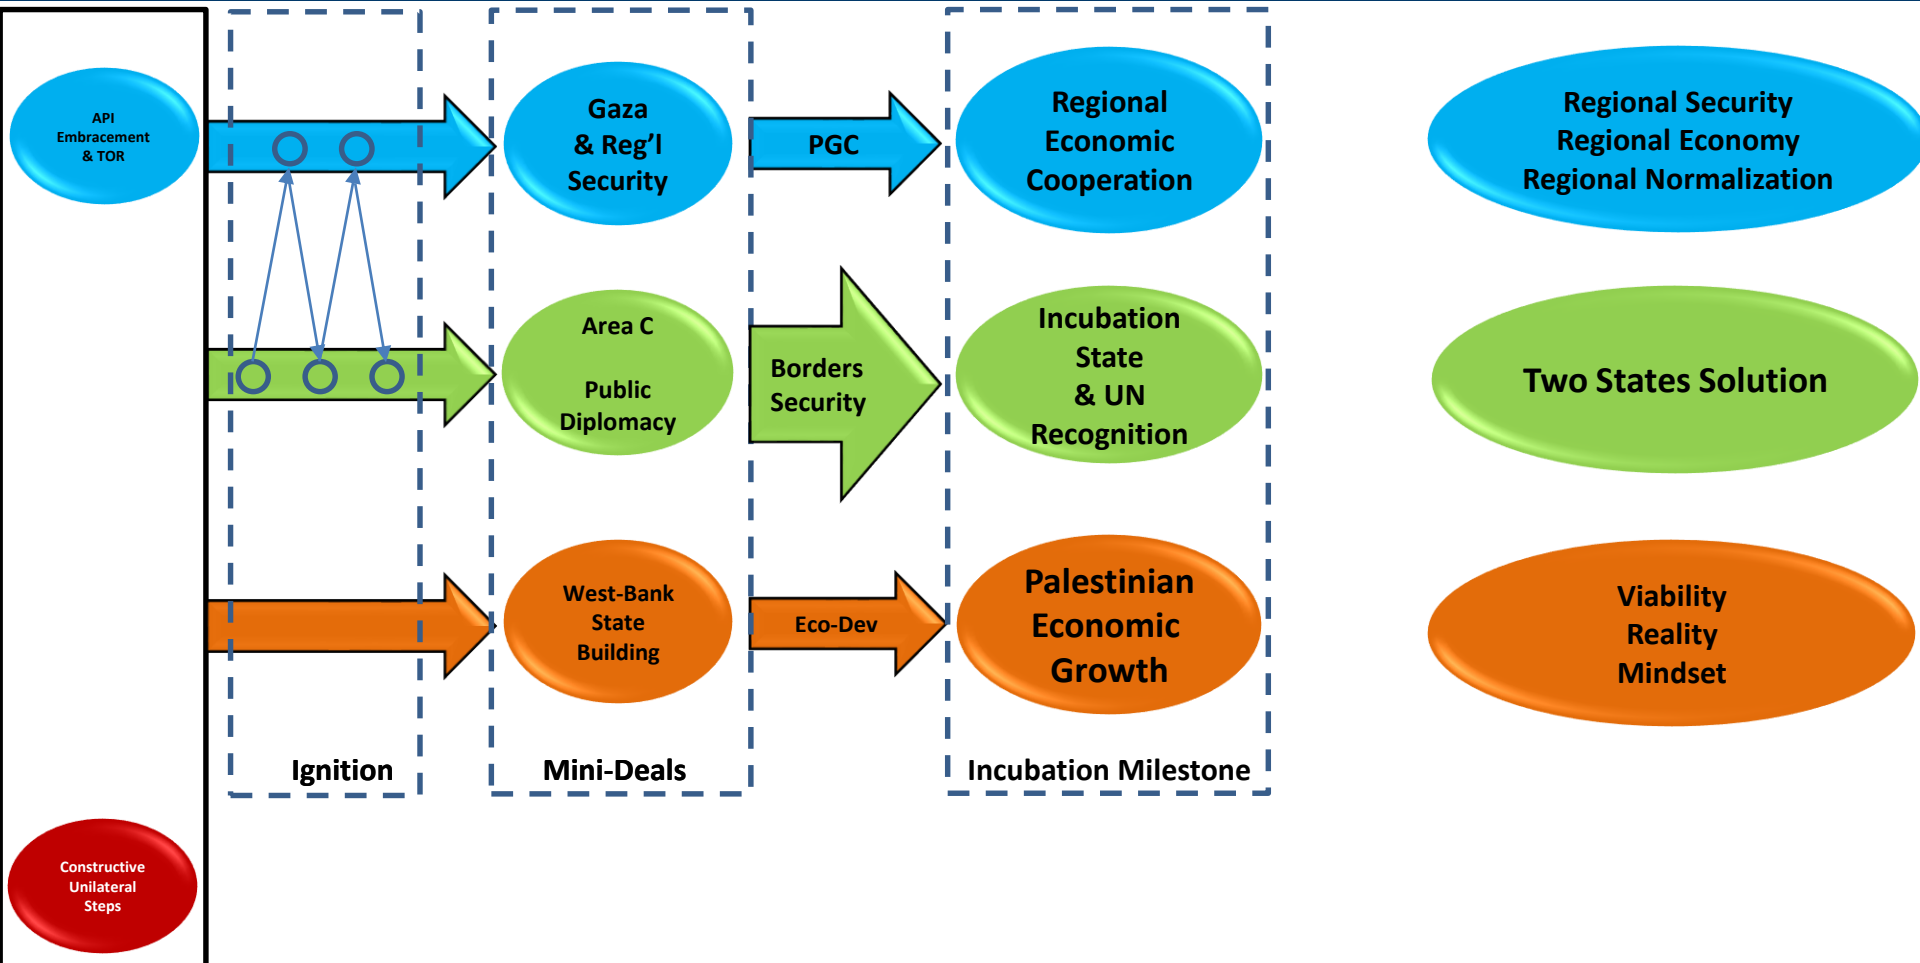 API
Embracement
& TOR
Gaza
& Reg'l
Security
PGC
Regional
Economic
Cooperation
Regional Security
Regional Economy
Regional Normalization
Area C
Public
Diplomacy
Borders
Security
Incubation
State
& UN
Recognition
Two States Solution
West-Bank
State
Building
Eco-Dev
Palestinian
Economic
Growth
Viability
Reality
Mindset
Ignition
Mini-Deals
Incubation Milestone
Constructive
Unilateral
Steps